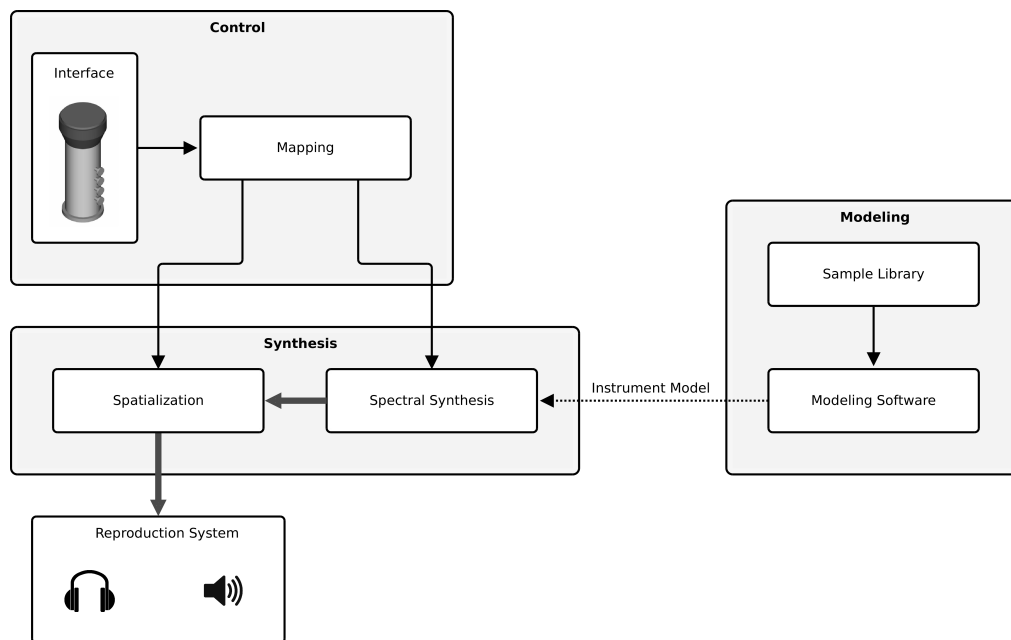 Control
Interface
Mapping
Modeling
Sample Library
Synthesis
Spatialization
Spectral Synthesis
Instrument Model
Modeling Software
Reproduction System